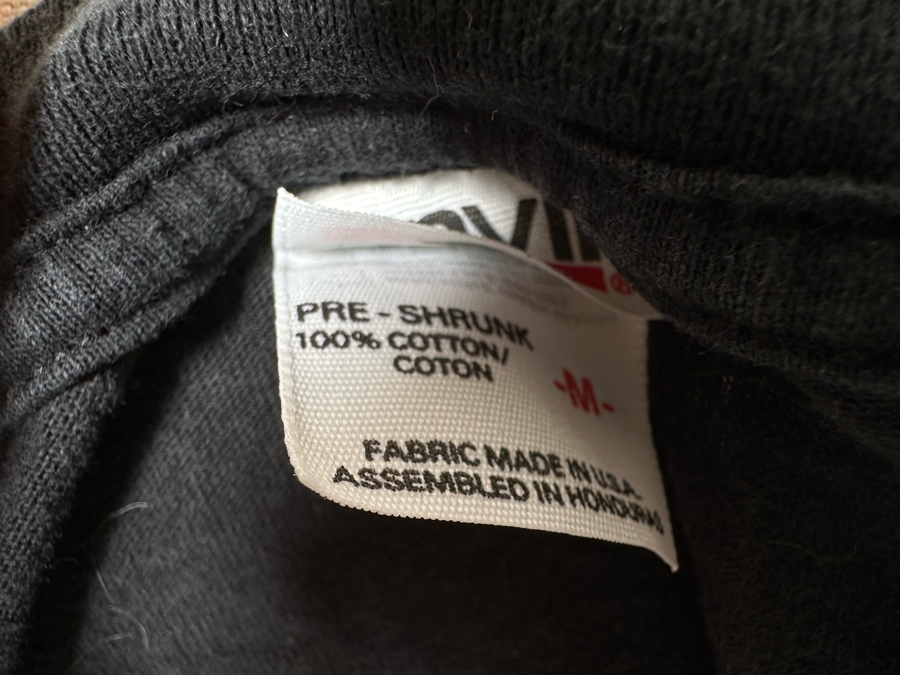 PRE - SHRUNK
100% COTTON/
COTON
-M-
FABRIC MADE IN U.S.A.
ASSEMBLED IN HONDURAS